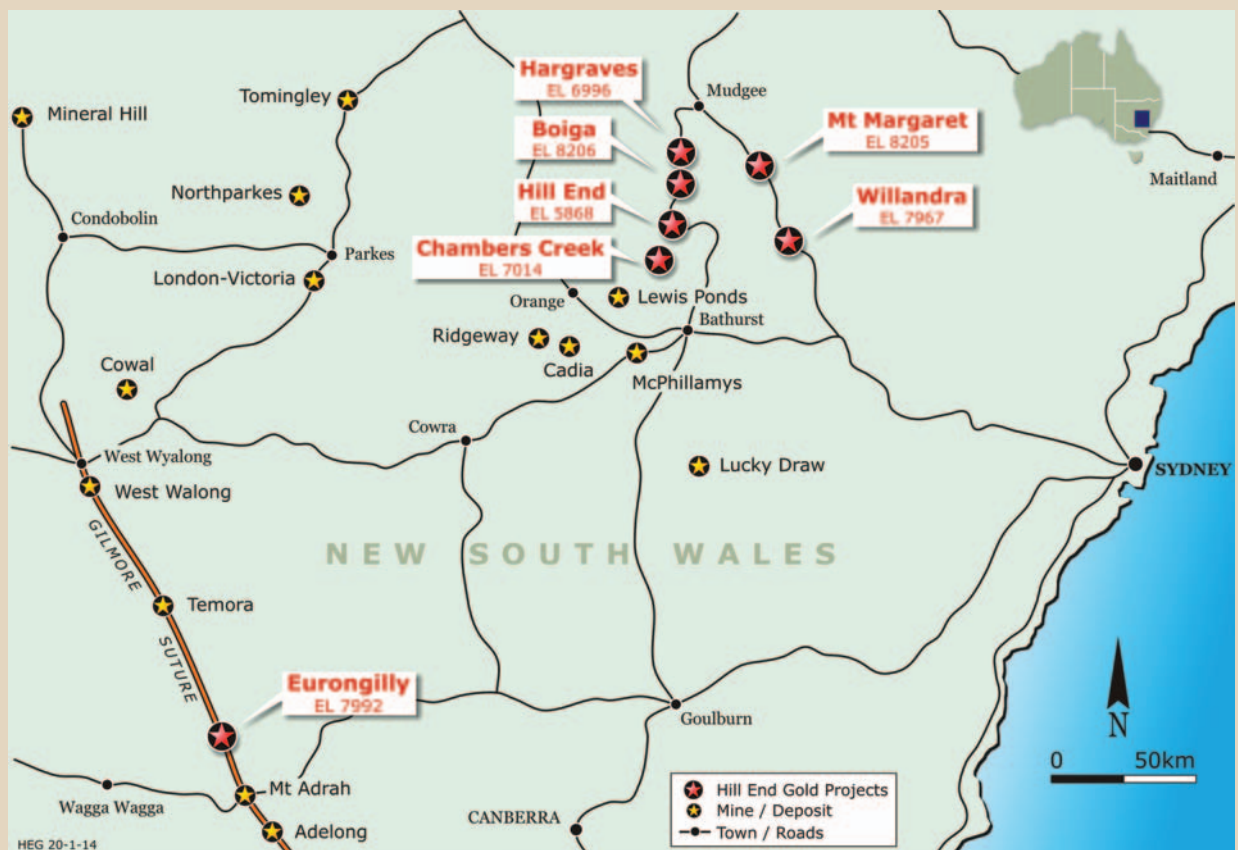 Hargraves
EL 6996
Mudgee
Tomingley
Mineral Hill
Boiga
EL 8206
Mt Margaret
EL 8205
Maitland
Northparkes
Hill End
EL 5868
Willandra
EL 7967
Condobolin
Chambers Creek
EL 7014
Parkes
London-Victoria
Orange
Lewis Ponds
Bathurst
Ridgeway
Cadia
McPhillamys
Cowal
Cowra
West Wyalong
Lucky Draw
SYDNEY
West Walong
GILMORE
SUTURE
NEW SOUTH WALES
Temora
Eurongilly
EL 7992
Goulburn
N
0 50km
Mt Adrah
Wagga Wagga
Adelong
CANBERRA
Hill End Gold Projects
Mine / Deposit
Town / Roads
HEG 20-1-14